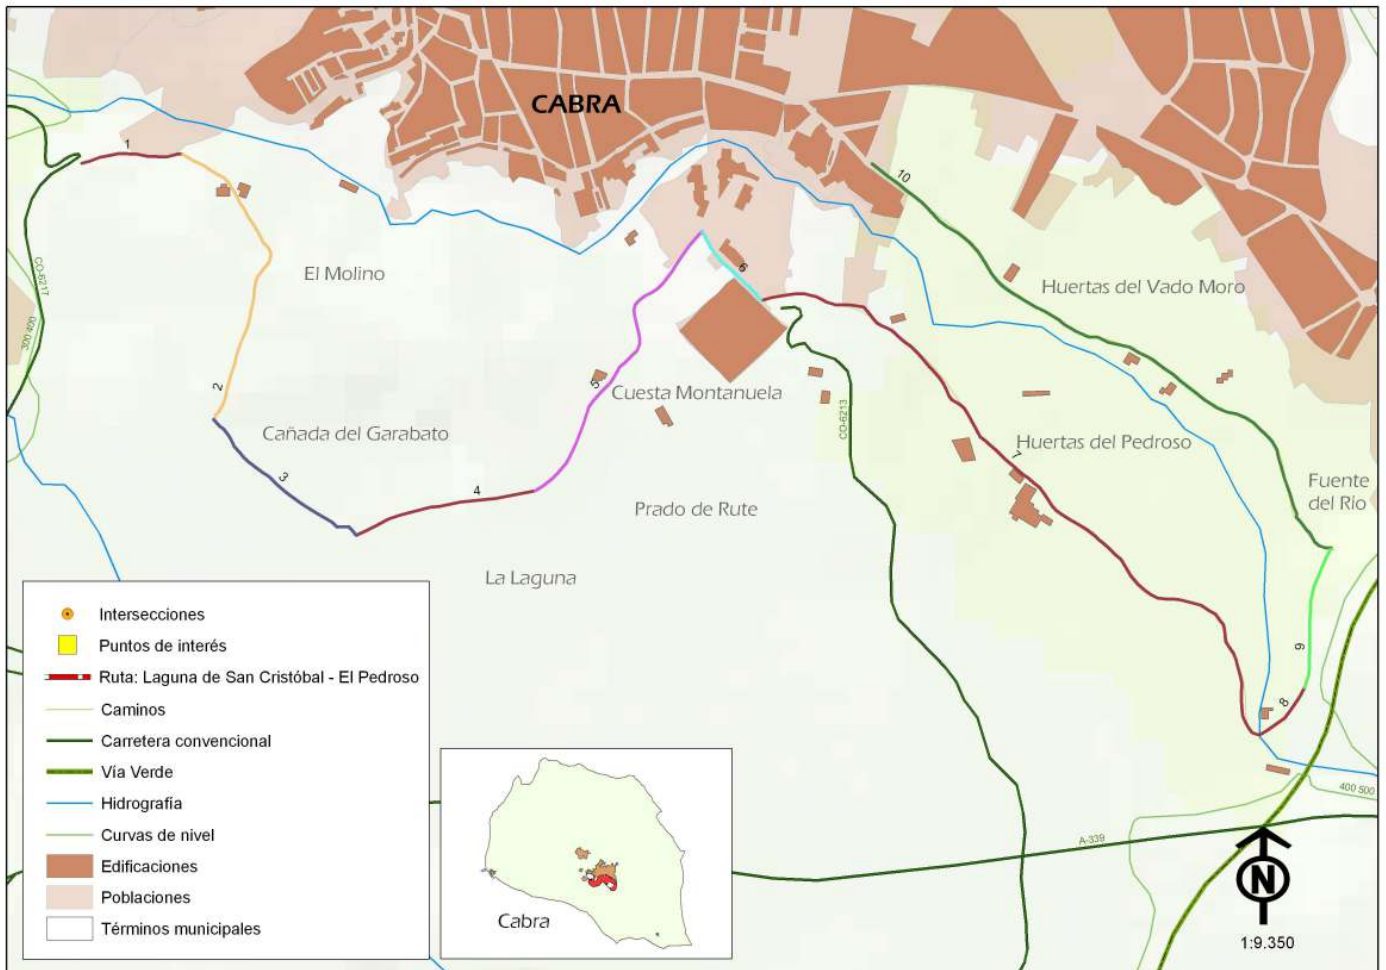 CABRA
1
10
CO-6217
El Molino
6
Huertas del Vado Moro
300 400
2
5
Cuesta Montanuela
CO-6213
Cañada del Garabato
Huertas del Pedroso
7
3
4
Fuente
del Río
Prado de Rute
La Laguna
9
8
400 500
A-339
N
1:9.350
Intersecciones
Puntos de interés
Ruta: Laguna de San Cristóbal - El Pedroso
Caminos
Carretera convencional
Vía Verde
Hidrografía
Curvas de nivel
Edificaciones
Poblaciones
Términos municipales
Cabra